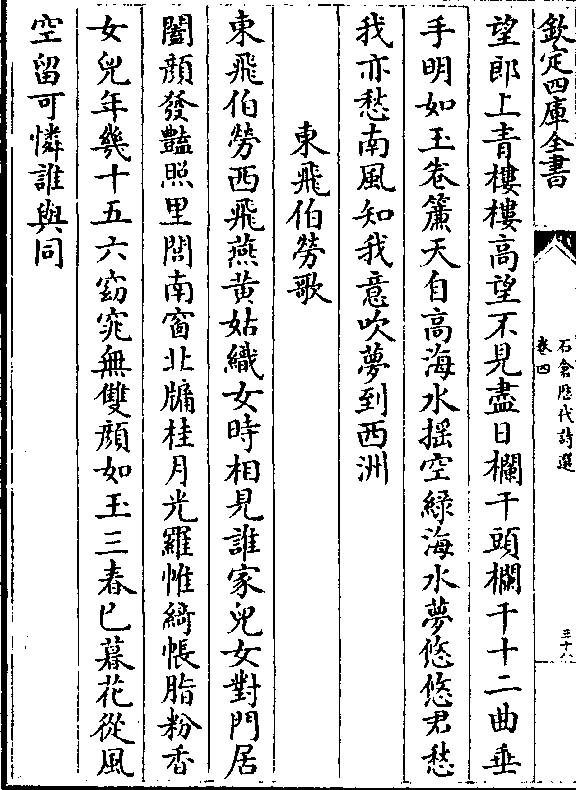 欽定四庫全書
石倉歷代詩選
卷四
三十八
望郎上青樓樓高望不見盡日欄干頭欄干十二曲垂
手明如玉卷簾天自高海水揺空緑海水夢悠悠君愁
我亦愁南風知我意吹夢到西洲
東飛伯勞歌
東飛伯勞西飛燕黃姑織女時相見誰家兒女對門居
開顔發豔照里閭南窗北牖桂月光羅帷綺帳脂粉香
女兒年幾十五六窈窕無雙顔如玉三春已暮花從風
空留可憐誰與同